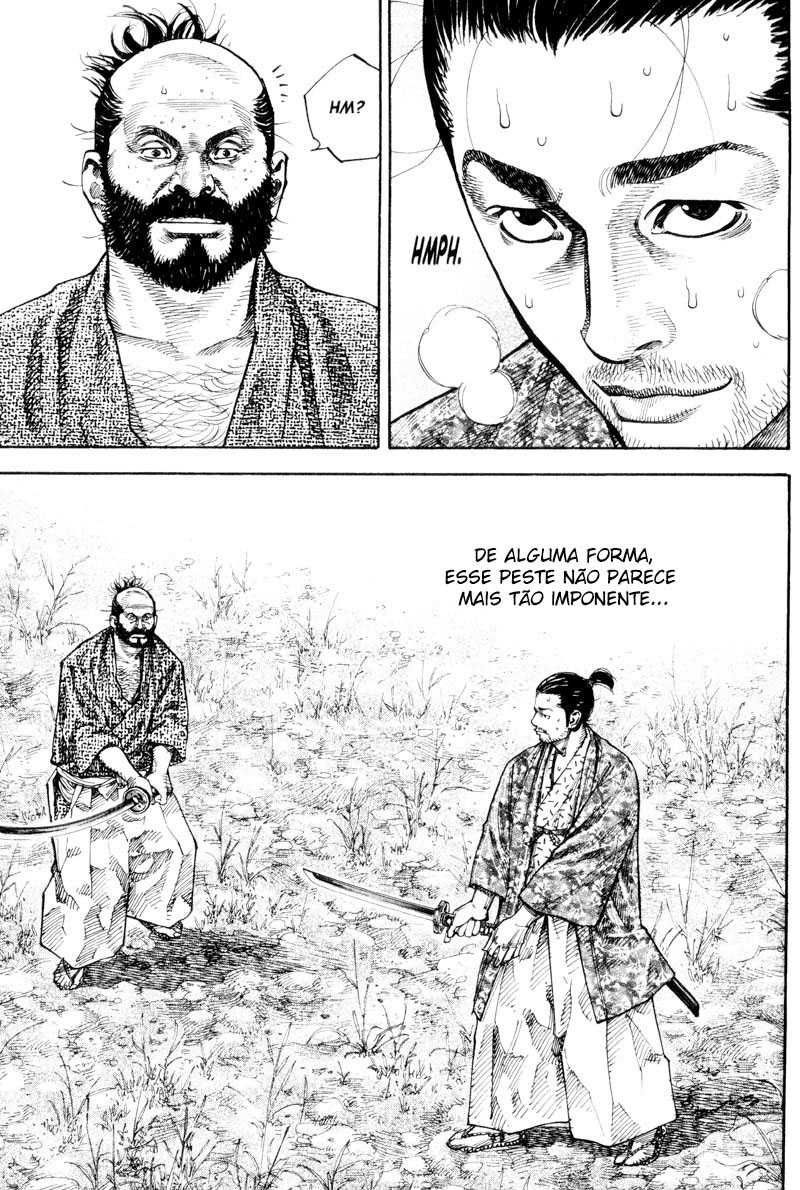 HMPH.
HM?
DE ALGUMA FORMA,
ESSE PESTE NÃO PARECE
MAIS TÃO IMPONENTE...